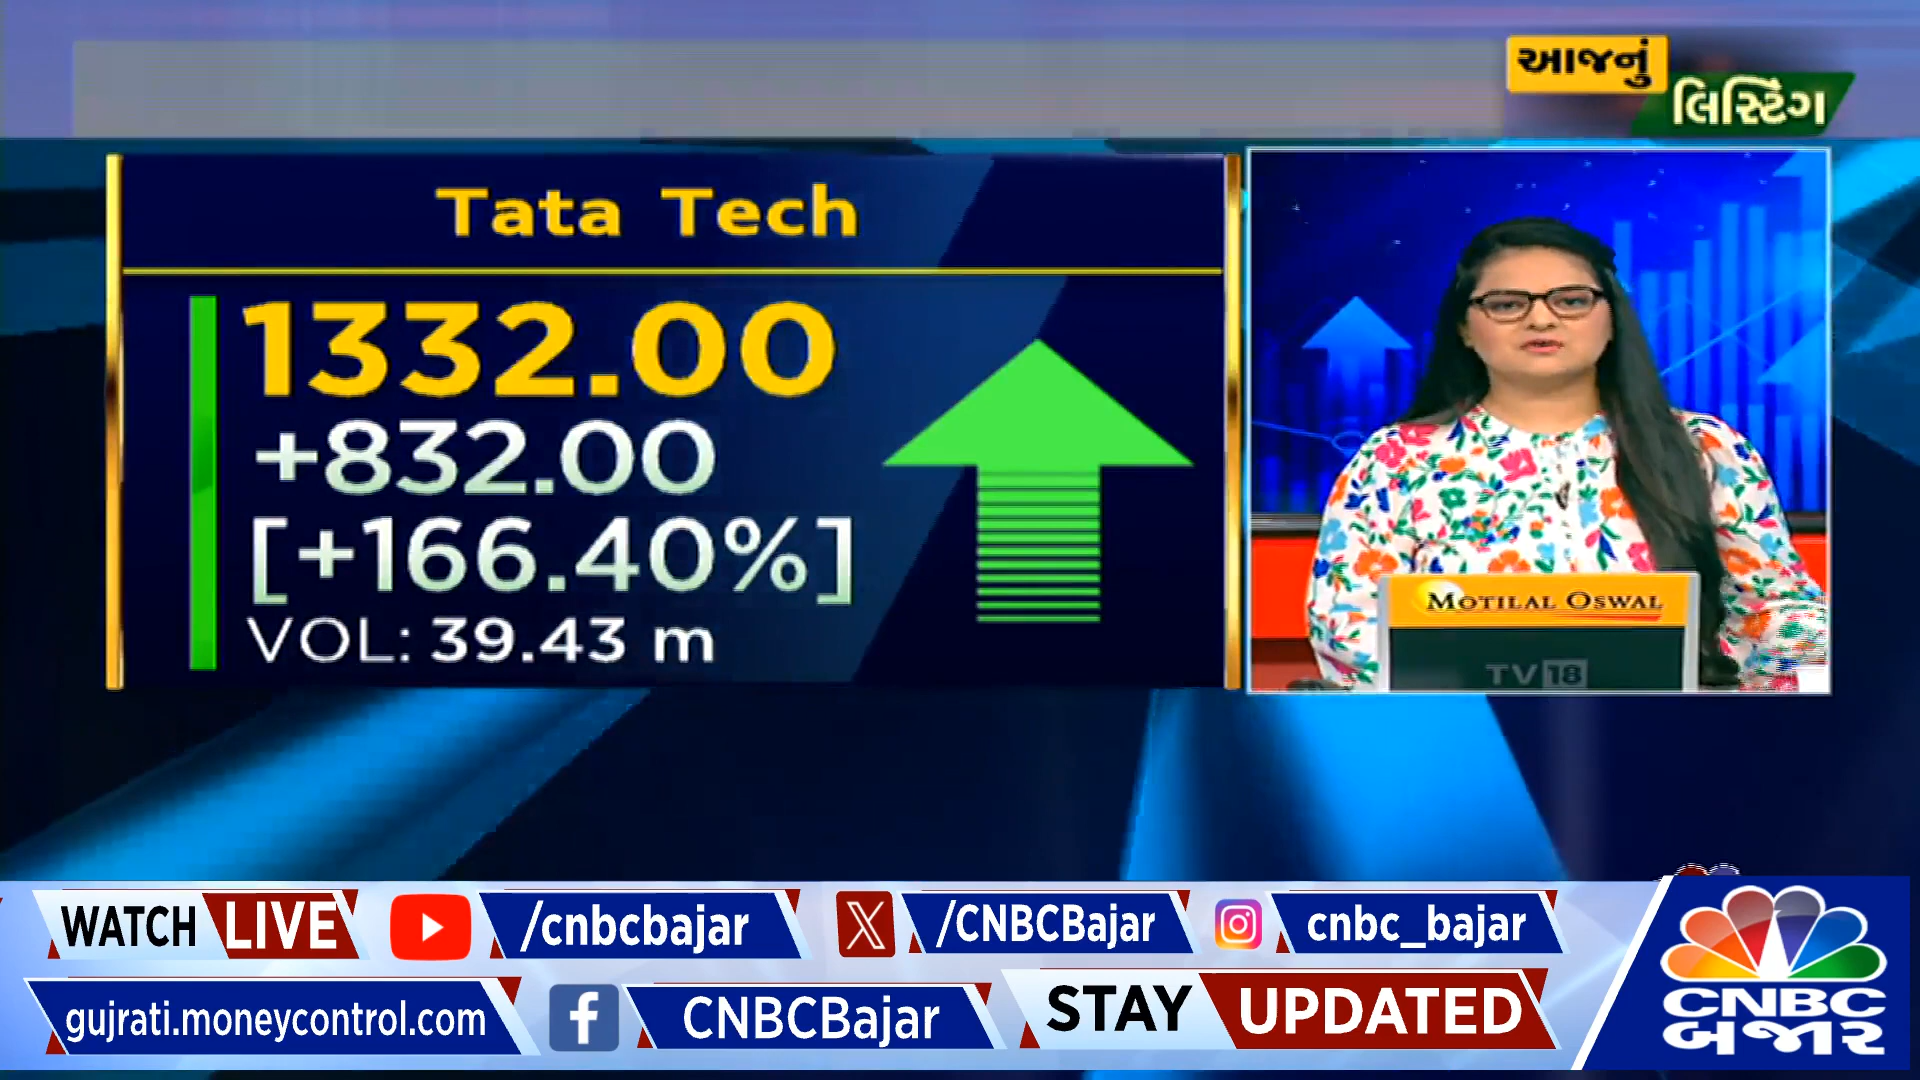 આજનું
લિસ્ટિંગ
Tata Tech
1332.00
+832.00
[+166.40%]
VOL: 39.43 m
MOTILAL OSWAL
TV18
WATCH LIVE
/cnbcbajar
/CNBCBajar
cnbc_bajar
gujrati.moneycontrol.com
CNBCBajar
STAY UPDATED
CNBC
બજાર